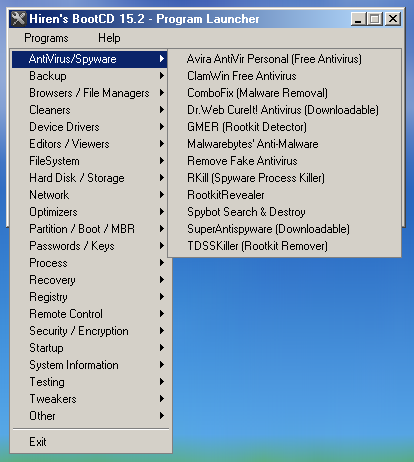 Hiren's BootCD 15.2 - Program Launcher
Programs Help
AntiVirus/Spyware
Backup
Browsers / File Managers
Cleaners
Device Drivers
Editors / Viewers
FileSystem
Hard Disk / Storage
Network
Optimizers
Partition / Boot / MBR
Passwords / Keys
Process
Recovery
Registry
Remote Control
Security / Encryption
Startup
System Information
Testing
Tweakers
Other
Exit
Avira AntiVir Personal (Free Antivirus)
ClamWin Free Antivirus
ComboFix (Malware Removal)
Dr.Web CureIt! Antivirus (Downloadable)
GMER (Rootkit Detector)
Malwarebytes' Anti-Malware
Remove Fake Antivirus
RKill (Spyware Process Killer)
RootkitRevealer
Spybot Search & Destroy
SuperAntispyware (Downloadable)
TDSSKiller (Rootkit Remover)